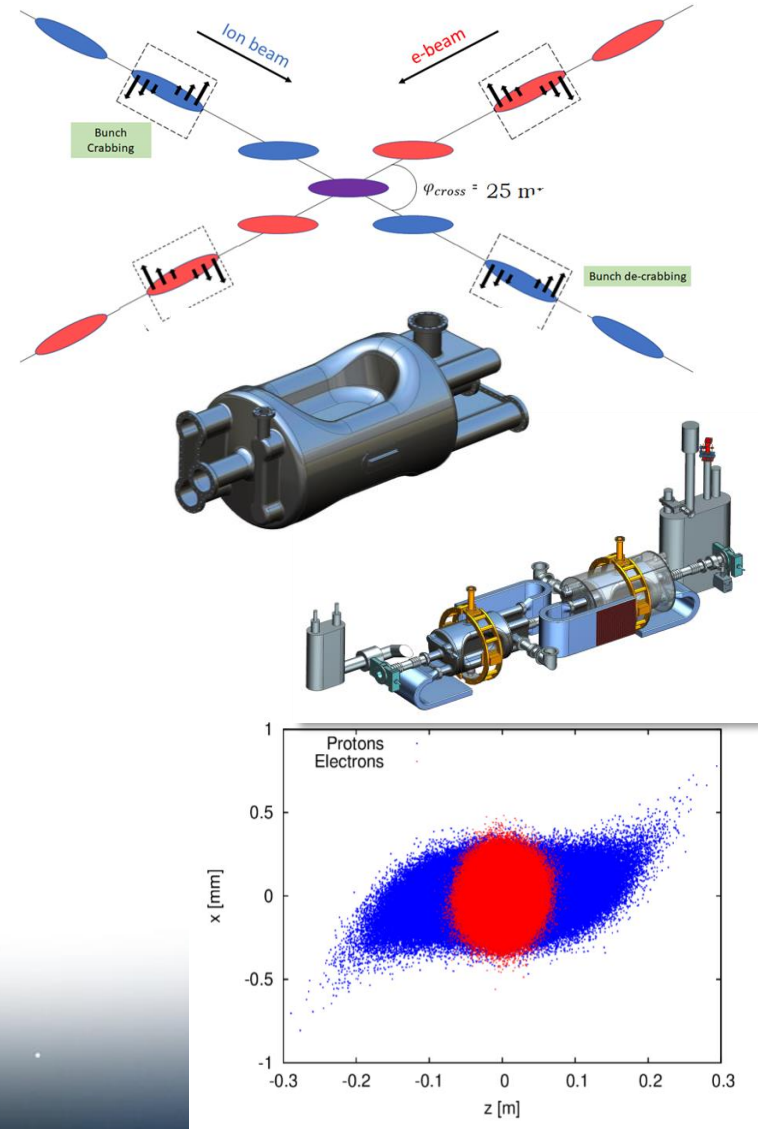 Ion beam
e-beam
Bunch
Crabbing
φcross = 25 m
Bunch de-crabbing
Protons
Electrons
1
0.5
0
-0.5
-1
x [mm]
-0.3 -0.2 -0.1 0 0.1 0.2 0.3
z [m]